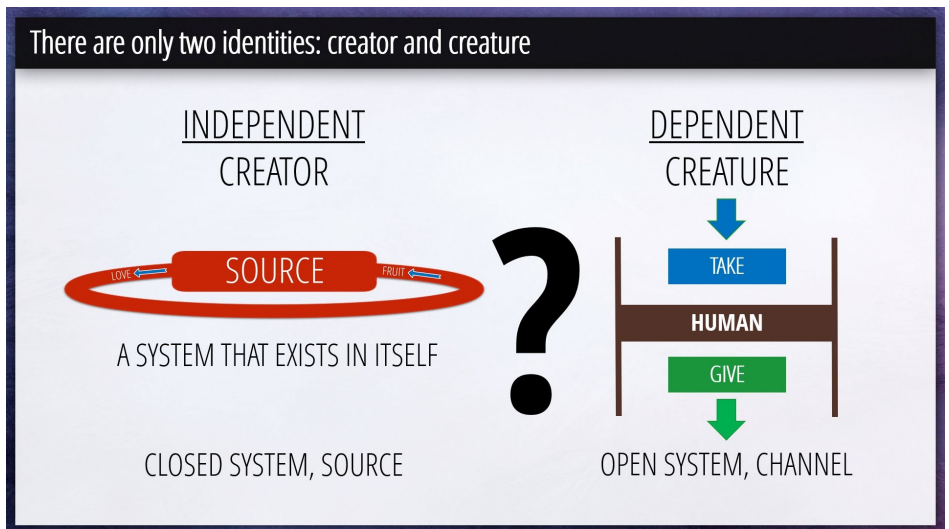 There are only two identities: creator and creature
INDEPENDENT
CREATOR
LOVE
SOURCE
FRUIT
A SYSTEM THAT EXISTS IN ITSELF
CLOSED SYSTEM, SOURCE
?
DEPENDENT
CREATURE
TAKE
HUMAN
GIVE
OPEN SYSTEM, CHANNEL